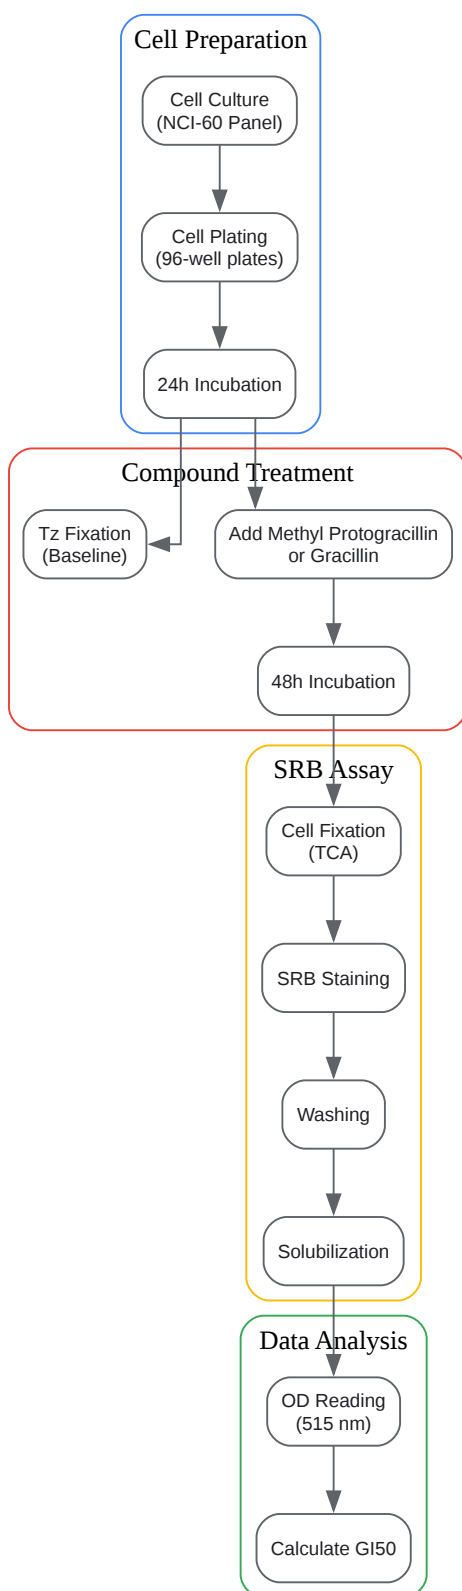 Cell Preparation
Cell Culture
(NCI-60 Panel)
Cell Plating
(96-well plates)
24h Incubation
Compound Treatment
Tz Fixation
(Baseline)
Add Methyl Protogracillin
or Gracillin
48h Incubation
SRB Assay
Cell Fixation
(TCA)
SRB Staining
Washing
Solubilization
Data Analysis
OD Reading
(515 nm)
Calculate GI50